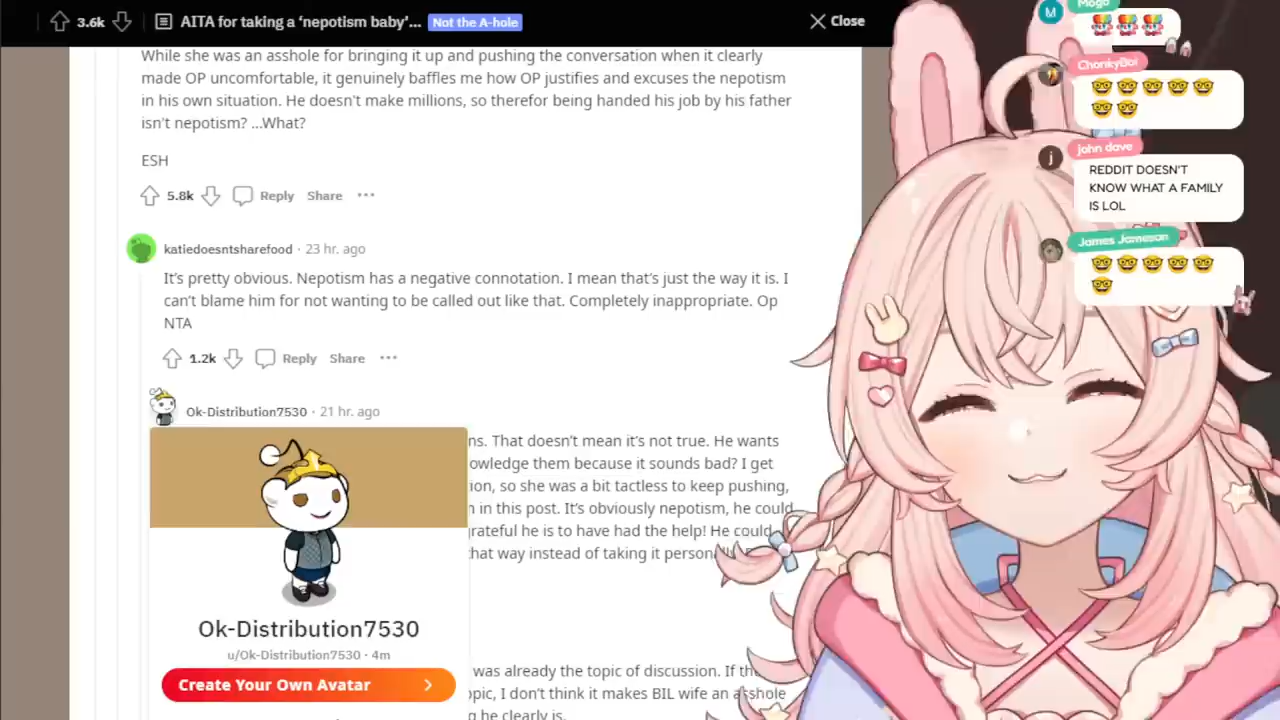 3.6k
AITA for taking a ‘nepotism baby’...
Not the A-hole
Close
While she was an asshole for bringing it up and pushing the conversation when it clearly
made OP uncomfortable, it genuinely baffles me how OP justifies and excuses the nepotism
in his own situation. He doesn't make millions, so therefor being handed his job by his father
isn't nepotism? ...What?
ESH
5.8k
Reply
Share
katiedoesntsharefood · 23 hr. ago
It's pretty obvious. Nepotism has a negative connotation. I mean that's just the way it is. I
can't blame him for not wanting to be called out like that. Completely inappropriate. Op
NTA
1.2k
Reply
Share
Ok-Distribution7530 · 21 hr. ago
ns. That doesn't mean it's not true. He wants
owledge them because it sounds bad? I get
ion, so she was a bit tactless to keep pushing,
in this post. It's obviously nepotism, he could
grateful he is to have had the help! He could
hat way instead of taking it
Ok-Distribution7530
u/Ok-Distribution7530 · 4m
Create Your Own Avatar
was already the topic of discussion. If
opic, I don't think it makes BIL wife an asshole
he clearly is.
M
Mogo
ChonkyBoi
j
john dave
REDDIT DOESN'T
KNOW WHAT A FAMILY
IS LOL
James Jameson